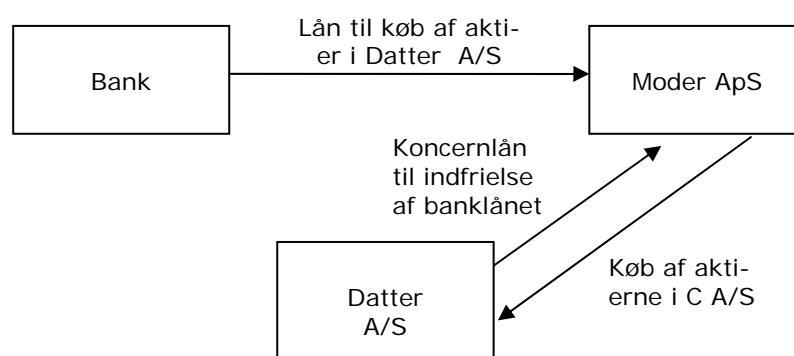 Lån til køb af akti-
er i Datter A/S
Bank
Moder ApS
Koncernlån
til indfrielse
af banklånet
Køb af akti-
erne i C A/S
Datter
A/S